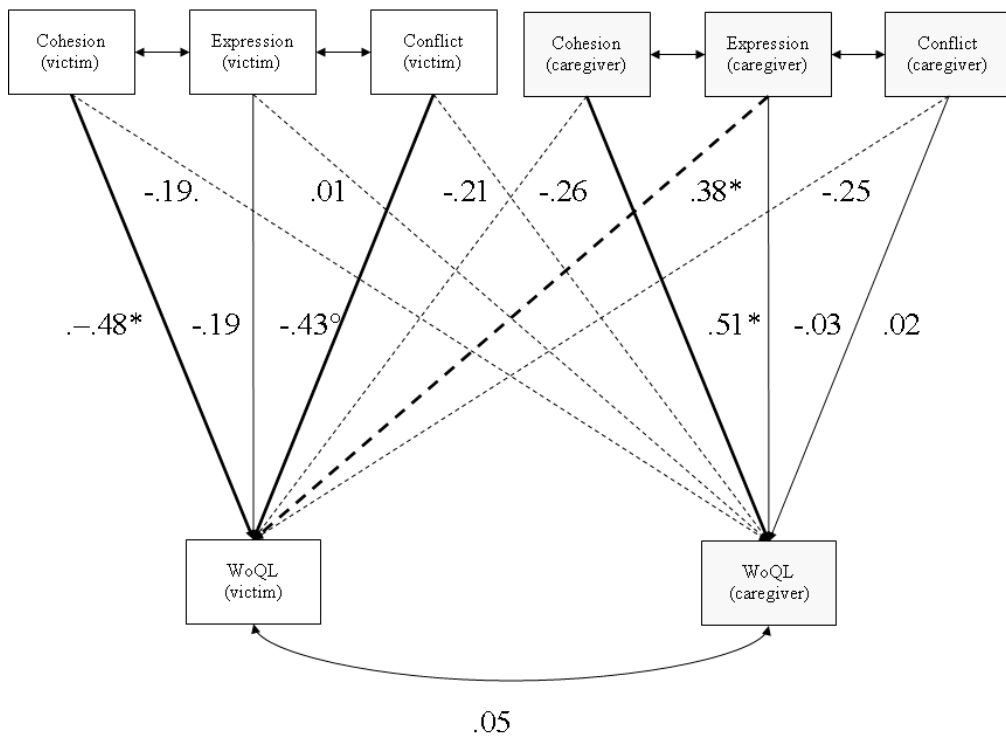 Cohesion
(victim)
Expression
(victim)
Conflict
(victim)
Cohesion
(caregiver)
Expression
(caregiver)
Conflict
(caregiver)
-.19.
.01
-.21
-.26
.38*
-.25
.–.48*
-.19
-.43°
.51*
-.03
.02
WoQL
(victim)
WoQL
(caregiver)
.05